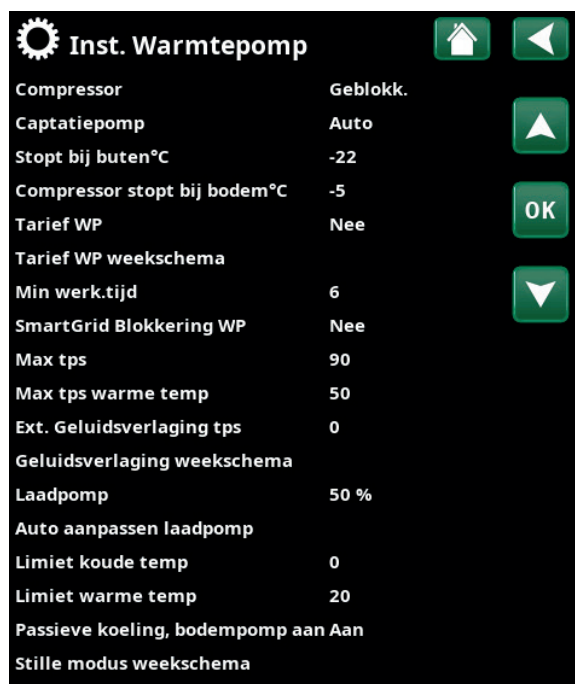 Inst. Warmtepomp
Compressor Geblokk.
Captatiepomp Auto
Stopt bij buten°C -22
Compressor stopt bij bodem°C -5
OK
Tarief WP Nee
Tarief WP weekschema
Min werk.tijd 6
SmartGrid Blokkering WP Nee
Max tps 90
Max tps warme temp 50
Ext. Geluidsverlaging tps 0
Geluidsverlaging weekschema
Laadpomp 50 %
Auto aanpassen laadpomp
Limiet koude temp 0
Limiet warme temp 20
Passieve koeling, bodempomp aan Aan
Stille modus weekschema